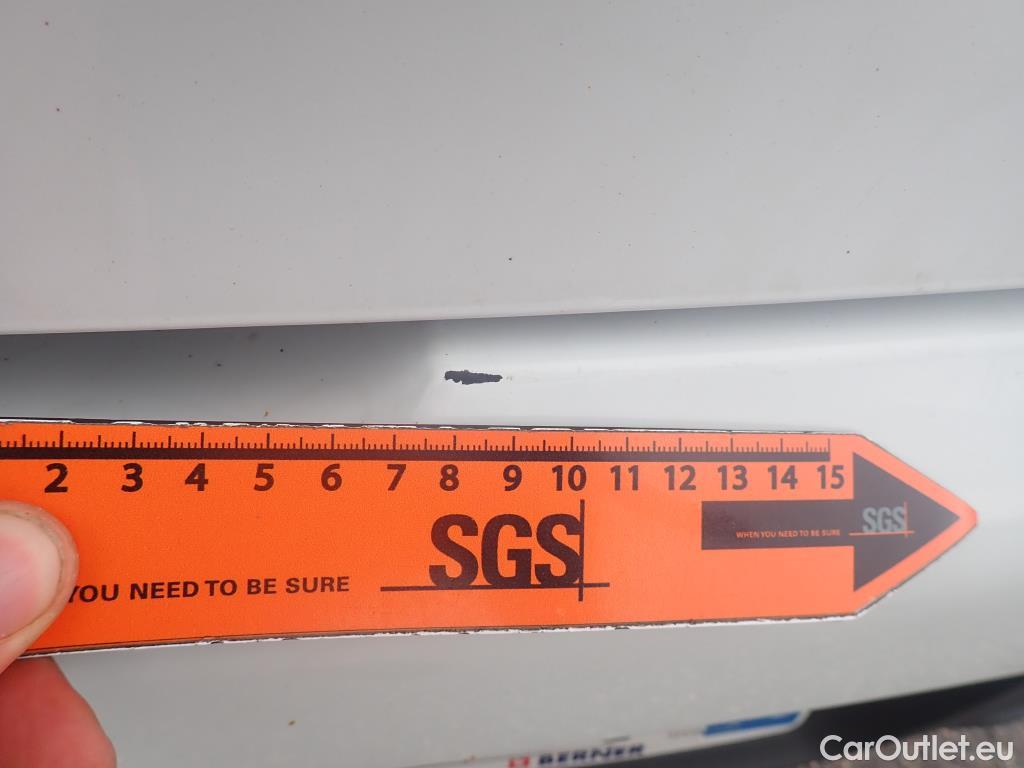 2 3 4 5 6 7 8 9 10 11 12 13 14 15
SGS
WHEN YOU NEED TO BE SURE SGS
YOU NEED TO BE SURE
BERNER
CarOutlet.eu